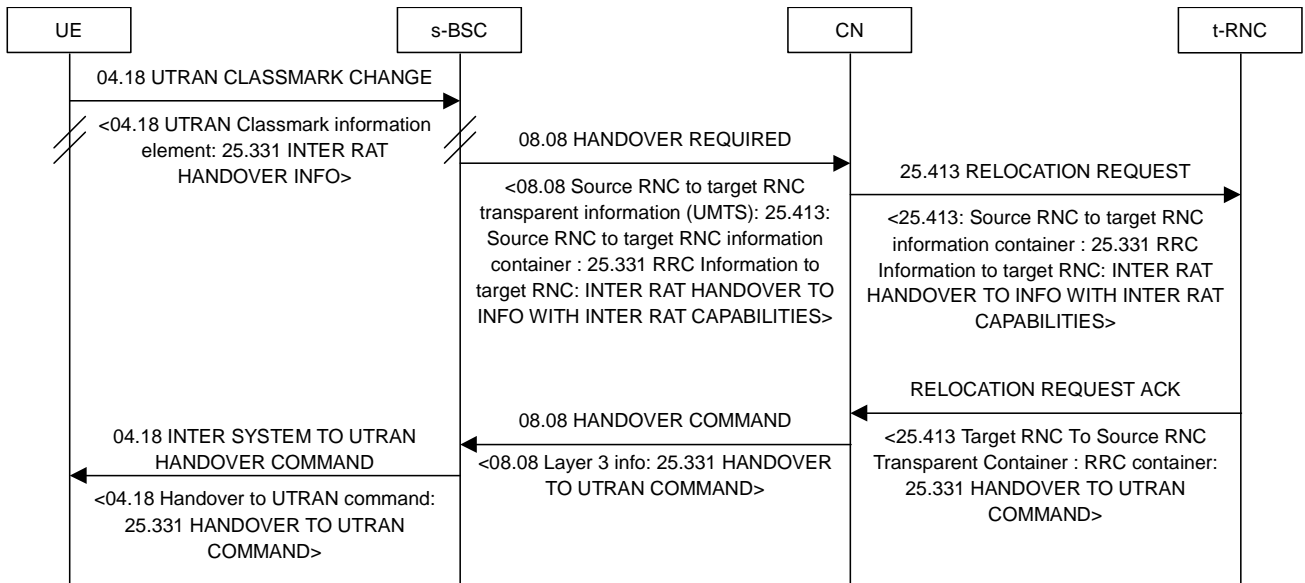 UE
s-BSC
CN
t-RNC
04.18 UTRAN CLASSMARK CHANGE
<04.18 UTRAN Classmark information
element: 25.331 INTER RAT
HANDOVER INFO>
08.08 HANDOVER REQUIRED
<08.08 Source RNC to target RNC
transparent information (UMTS): 25.413:
Source RNC to target RNC information
container : 25.331 RRC Information to
target RNC: INTER RAT HANDOVER TO
INFO WITH INTER RAT CAPABILITIES>
25.413 RELOCATION REQUEST
<25.413: Source RNC to target RNC
information container : 25.331 RRC
Information to target RNC: INTER RAT
HANDOVER TO INFO WITH INTER RAT
CAPABILITIES>
RELOCATION REQUEST ACK
<25.413 Target RNC To Source RNC
Transparent Container : RRC container:
25.331 HANDOVER TO UTRAN
COMMAND>
08.08 HANDOVER COMMAND
<08.08 Layer 3 info: 25.331 HANDOVER
TO UTRAN COMMAND>
04.18 INTER SYSTEM TO UTRAN
HANDOVER COMMAND
<04.18 Handover to UTRAN command:
25.331 HANDOVER TO UTRAN
COMMAND>